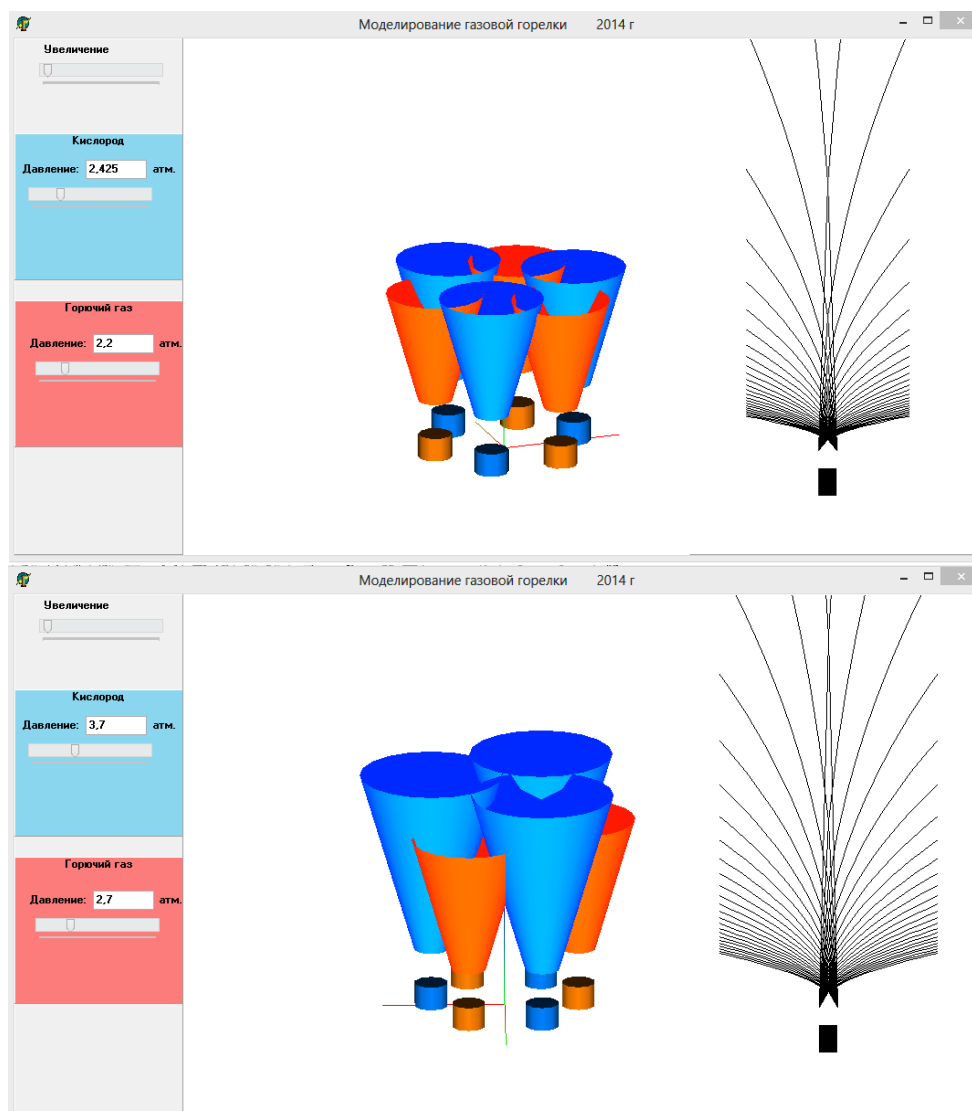 Моделирование газовой горелки 2014 г
Увеличение
Кислород
Давление: 2,425 атм.
Горючий газ
Давление: 2,2 атм.
Моделирование газовой горелки 2014 г
Увеличение
Кислород
Давление: 3,7 атм.
Горючий газ
Давление: 2,7 атм.